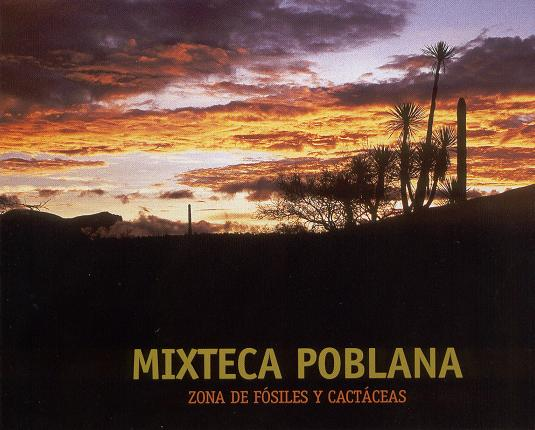 MIXTECA POBLANA
ZONA DE FÓSILES Y CACTÁCEAS